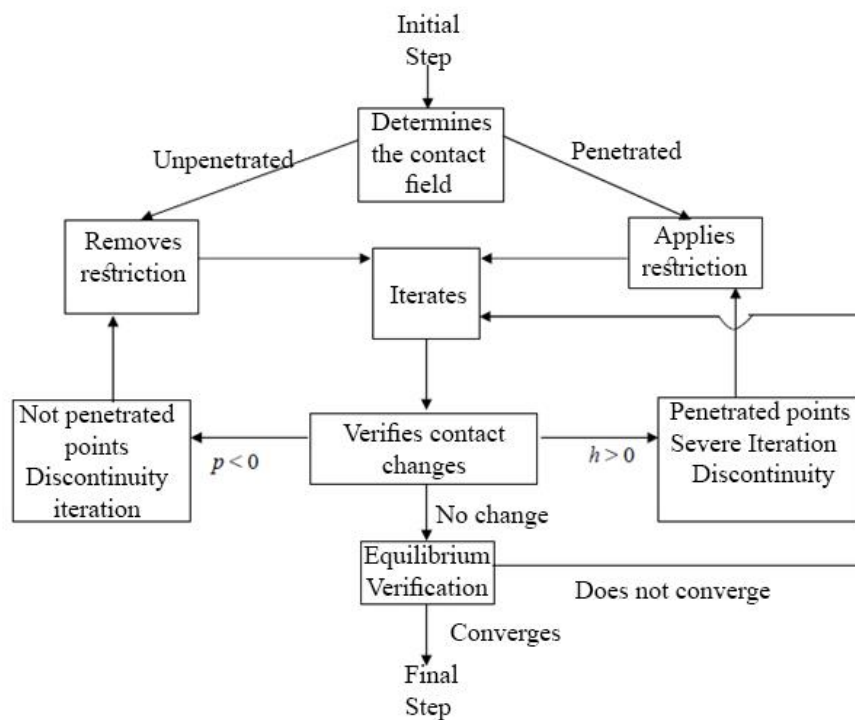 Initial
Step
Determines
the contact
field
Unpenetrated
Penetrated
Removes
restriction
Iterates
Applies
restriction
Not penetrated
points
Discontinuity
iteration
p < 0
Verifies contact
changes
h > 0
Penetrated points
Severe Iteration
Discontinuity
No change
Equilibrium
Verification
Does not converge
Converges
Final
Step